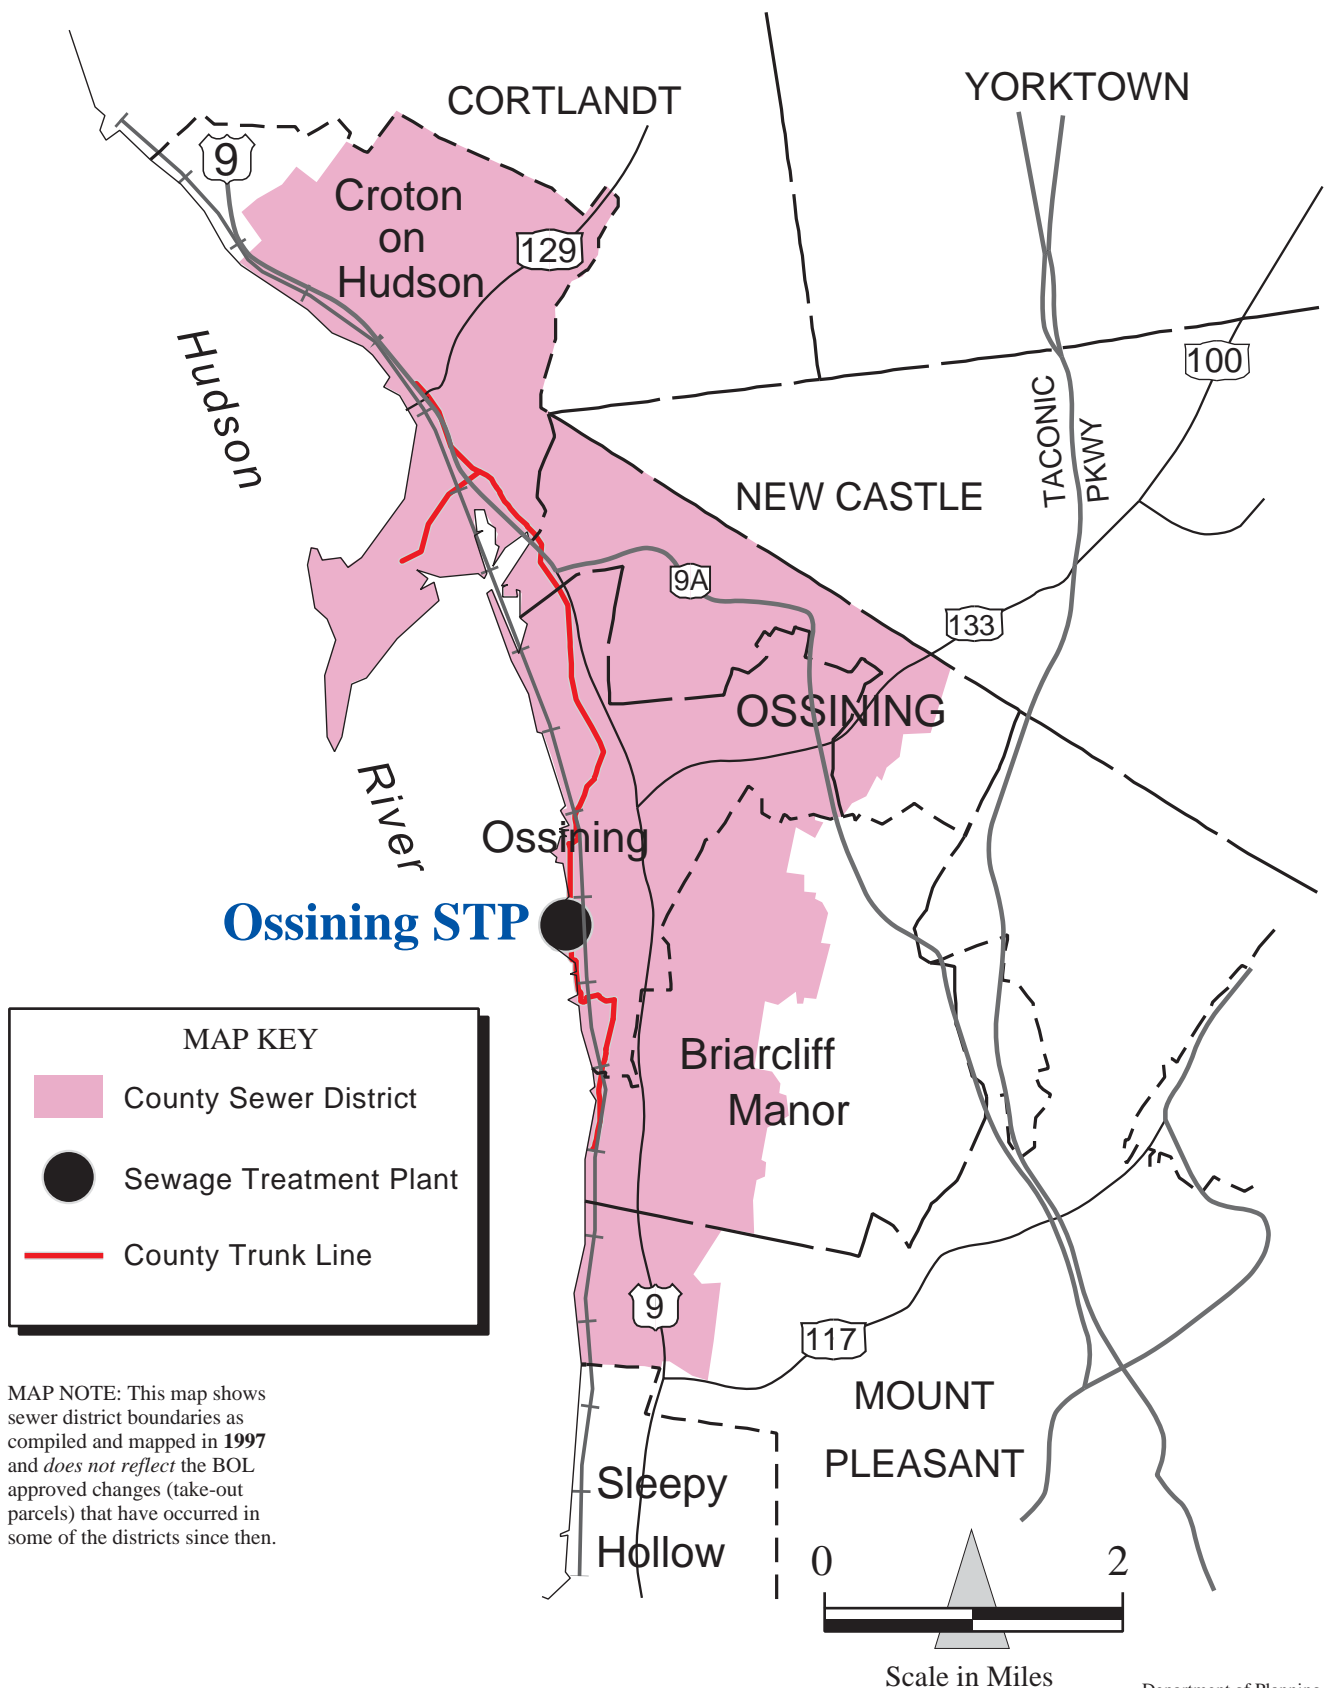 CORTLANDT
YORKTOWN
9
Croton
on
Hudson
129
Hudson
100
TACONIC
PKWY
NEW CASTLE
9A
133
OSSINING
River
Ossining
Ossining STP
MAP KEY
County Sewer District
Sewage Treatment Plant
County Trunk Line
Briarcliff
Manor
9
117
MAP NOTE: This map shows
sewer district boundaries as
compiled and mapped in 1997
and does not reflect the BOL
approved changes (take-out
parcels) that have occurred in
some of the districts since then.
MOUNT
PLEASANT
Sleepy
Hollow
0 2
Scale in Miles
Department of Planning